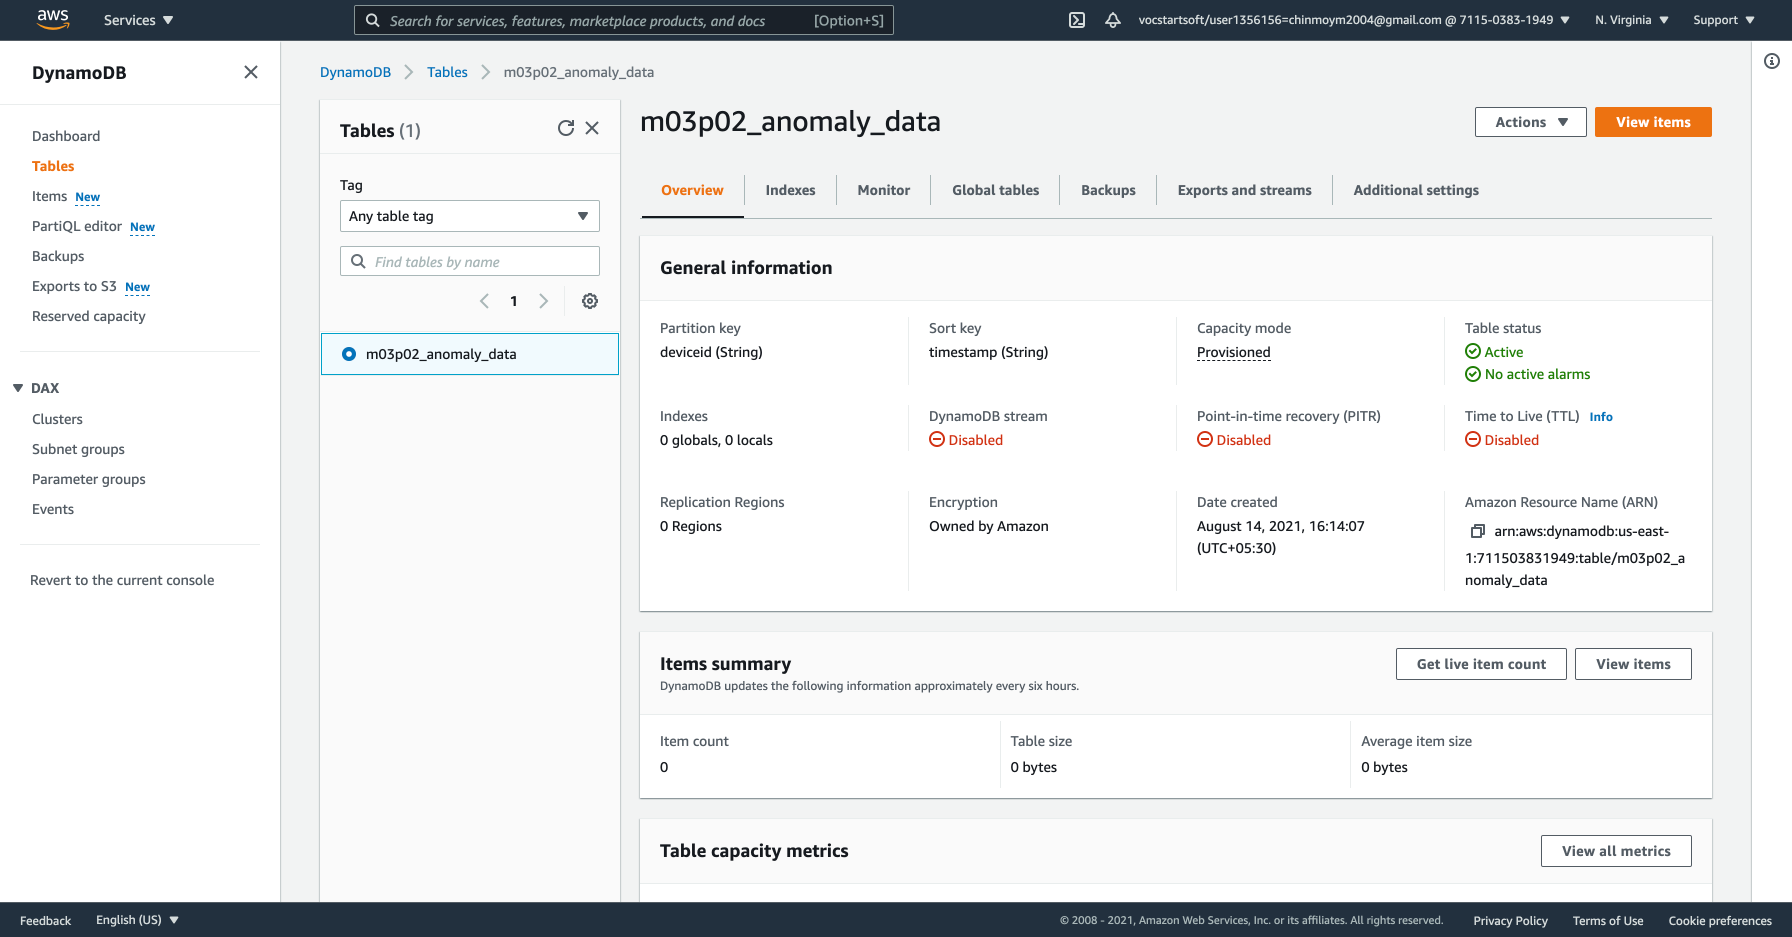 aws
Services
Search for services, features, marketplace products, and docs [Option+S]
vocstartsoft/user1356156=chinmoym2004@gmail.com @ 7115-0383-1949
N. Virginia
Support
DynamoDB
Dashboard
Tables
Items New
PartiQL editor New
Backups
Exports to S3 New
Reserved capacity
DAX
Clusters
Subnet groups
Parameter groups
Events
Revert to the current console
DynamoDB
Tables
m03p02_anomaly_data
Tables (1)
Tag
Any table tag
Find tables by name
1
m03p02_anomaly_data
m03p02_anomaly_data
Actions
View items
Overview
Indexes
Monitor
Global tables
Backups
Exports and streams
Additional settings
General information
Partition key
deviceid (String)
Sort key
timestamp (String)
Capacity mode
Provisioned
Table status
Active
No active alarms
Indexes
0 globals, 0 locals
DynamoDB stream
Disabled
Point-in-time recovery (PITR)
Disabled
Time to Live (TTL) Info
Disabled
Replication Regions
0 Regions
Encryption
Owned by Amazon
Date created
August 14, 2021, 16:14:07
(UTC+05:30)
Amazon Resource Name (ARN)
arn:aws:dynamodb:us-east-
1:711503831949:table/m03p02_a
nomaly_data
Items summary
DynamoDB updates the following information approximately every six hours.
Get live item count
View items
Item count
0
Table size
0 bytes
Average item size
0 bytes
Table capacity metrics
View all metrics
Feedback
English (US)
© 2008 - 2021, Amazon Web Services, Inc. or its affiliates. All rights reserved.
Privacy Policy
Terms of Use
Cookie preferences